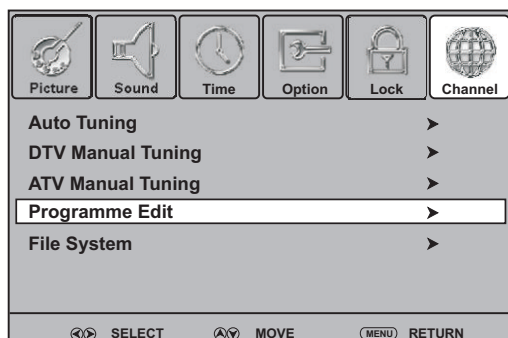 Picture Sound Time Option Lock Channel
Auto Tuning
DTV Manual Tuning
ATV Manual Tuning
Programme Edit
File System
SELECT MOVE MENU RETURN